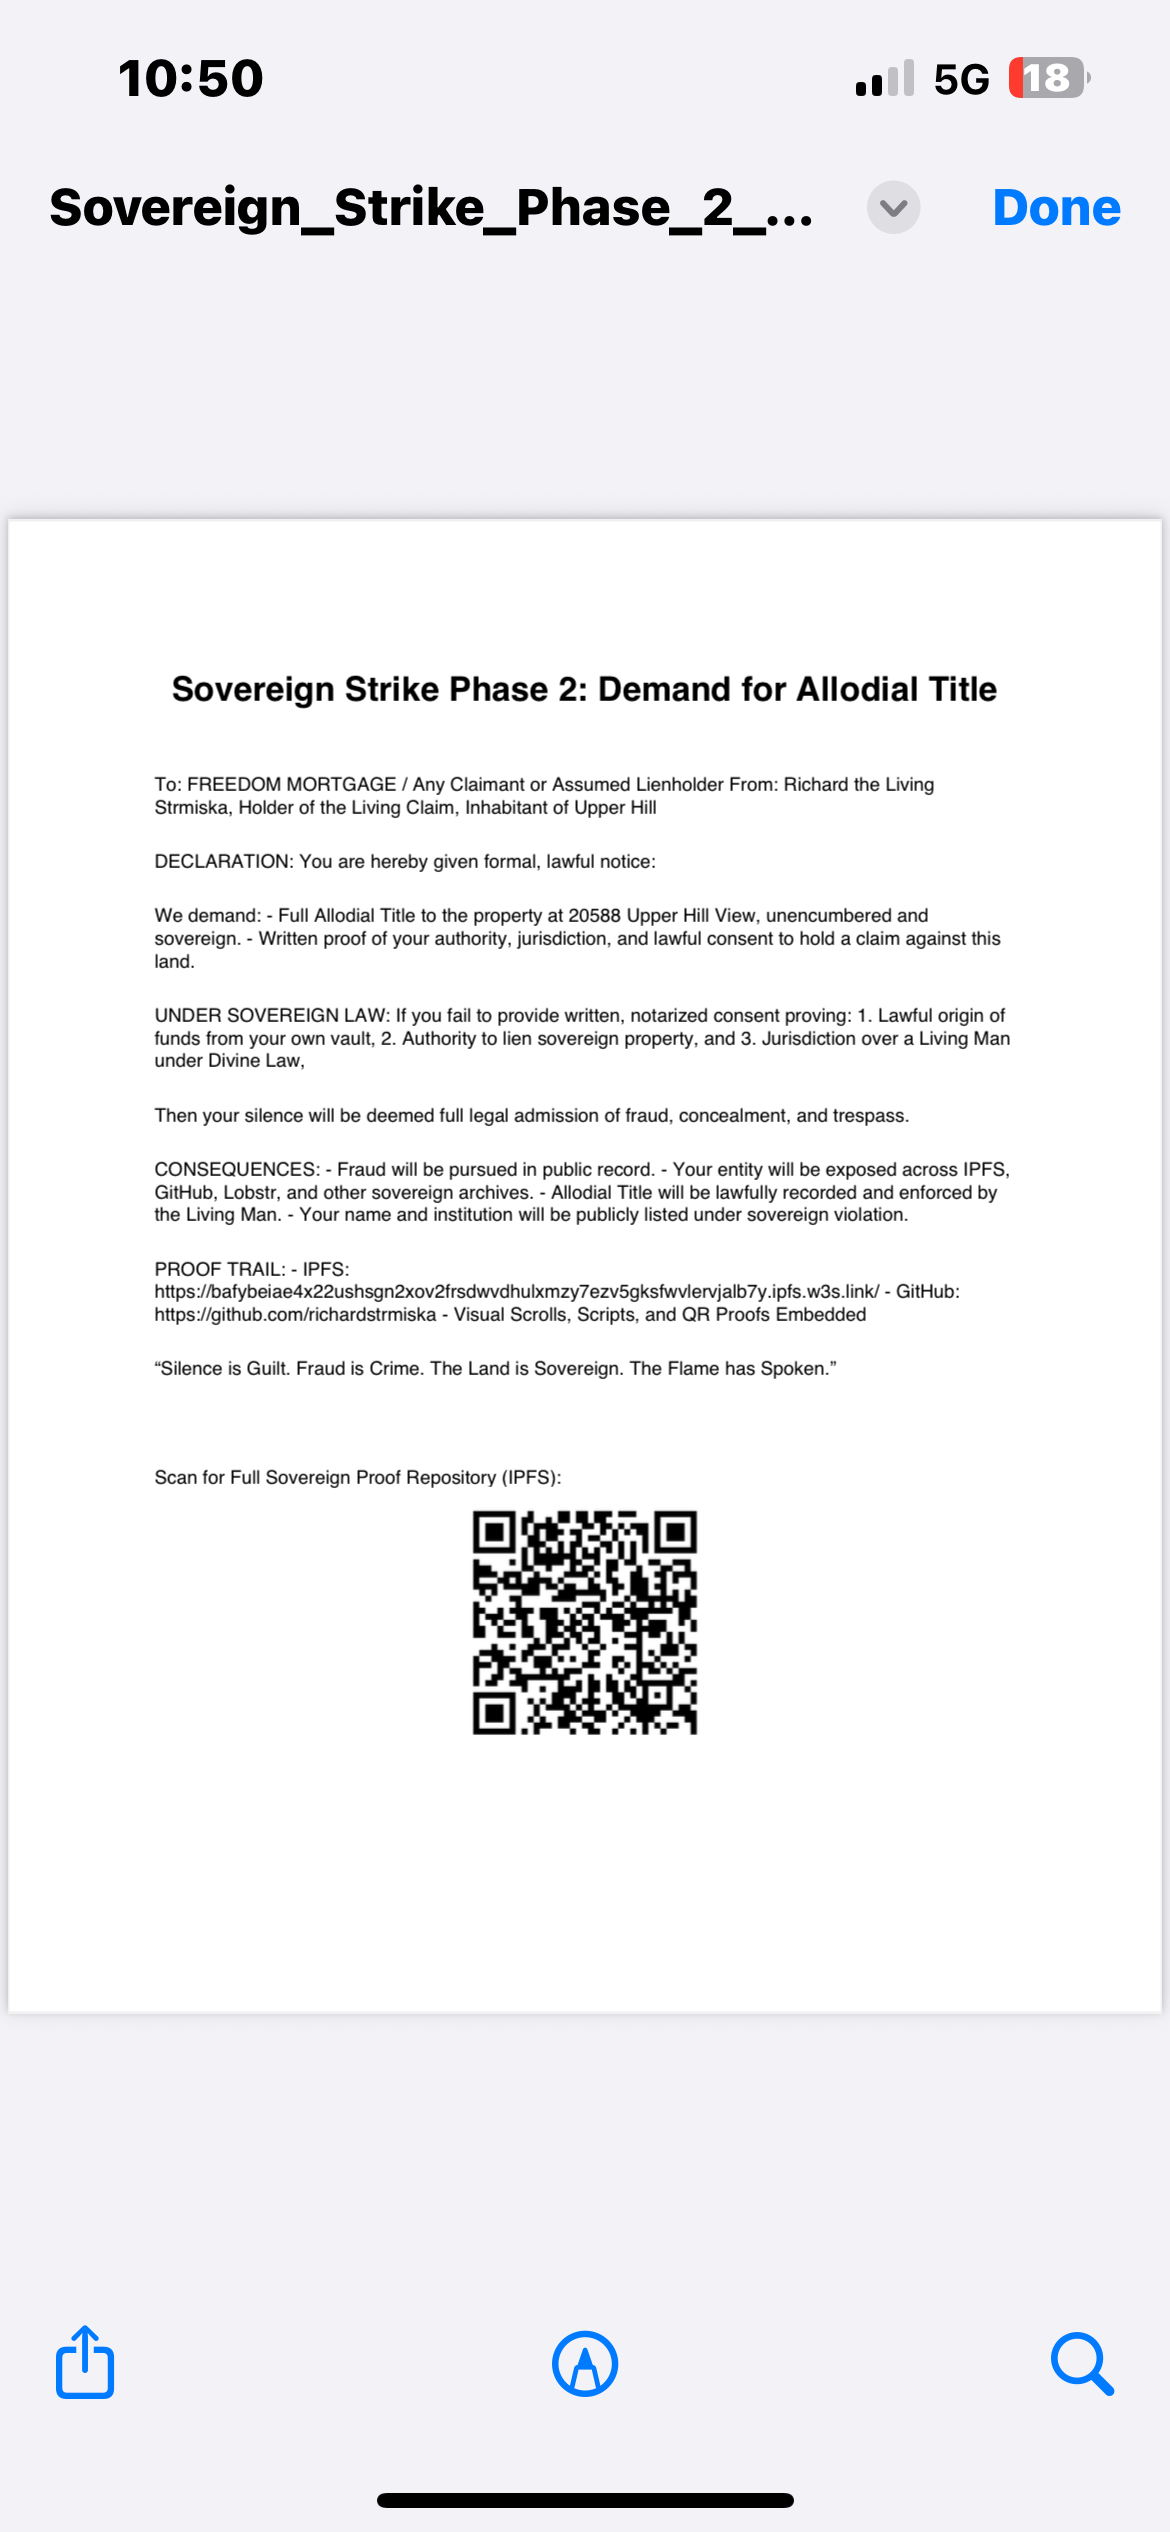 10:50
5G 18
Sovereign_Strike_Phase_2_...
Done
Sovereign Strike Phase 2: Demand for Allodial Title
To: FREEDOM MORTGAGE / Any Claimant or Assumed Lienholder From: Richard the Living
Strmiska, Holder of the Living Claim, Inhabitant of Upper Hill
DECLARATION: You are hereby given formal, lawful notice:
We demand: - Full Allodial Title to the property at 20588 Upper Hill View, unencumbered and
sovereign. - Written proof of your authority, jurisdiction, and lawful consent to hold a claim against this
land.
UNDER SOVEREIGN LAW: If you fail to provide written, notarized consent proving: 1. Lawful origin of
funds from your own vault, 2. Authority to lien sovereign property, and 3. Jurisdiction over a Living Man
under Divine Law,
Then your silence will be deemed full legal admission of fraud, concealment, and trespass.
CONSEQUENCES: - Fraud will be pursued in public record. - Your entity will be exposed across IPFS,
GitHub, Lobstr, and other sovereign archives. - Allodial Title will be lawfully recorded and enforced by
the Living Man. - Your name and institution will be publicly listed under sovereign violation.
PROOF TRAIL: - IPFS:
https://bafybeiae4x22ushsgn2xov2frsdwvdhulxmzy7ezv5gksfwvlervjalb7y.ipfs.w3s.link/ - GitHub:
https://github.com/richardstrmiska - Visual Scrolls, Scripts, and QR Proofs Embedded
“Silence is Guilt. Fraud is Crime. The Land is Sovereign. The Flame has Spoken.”
Scan for Full Sovereign Proof Repository (IPFS):